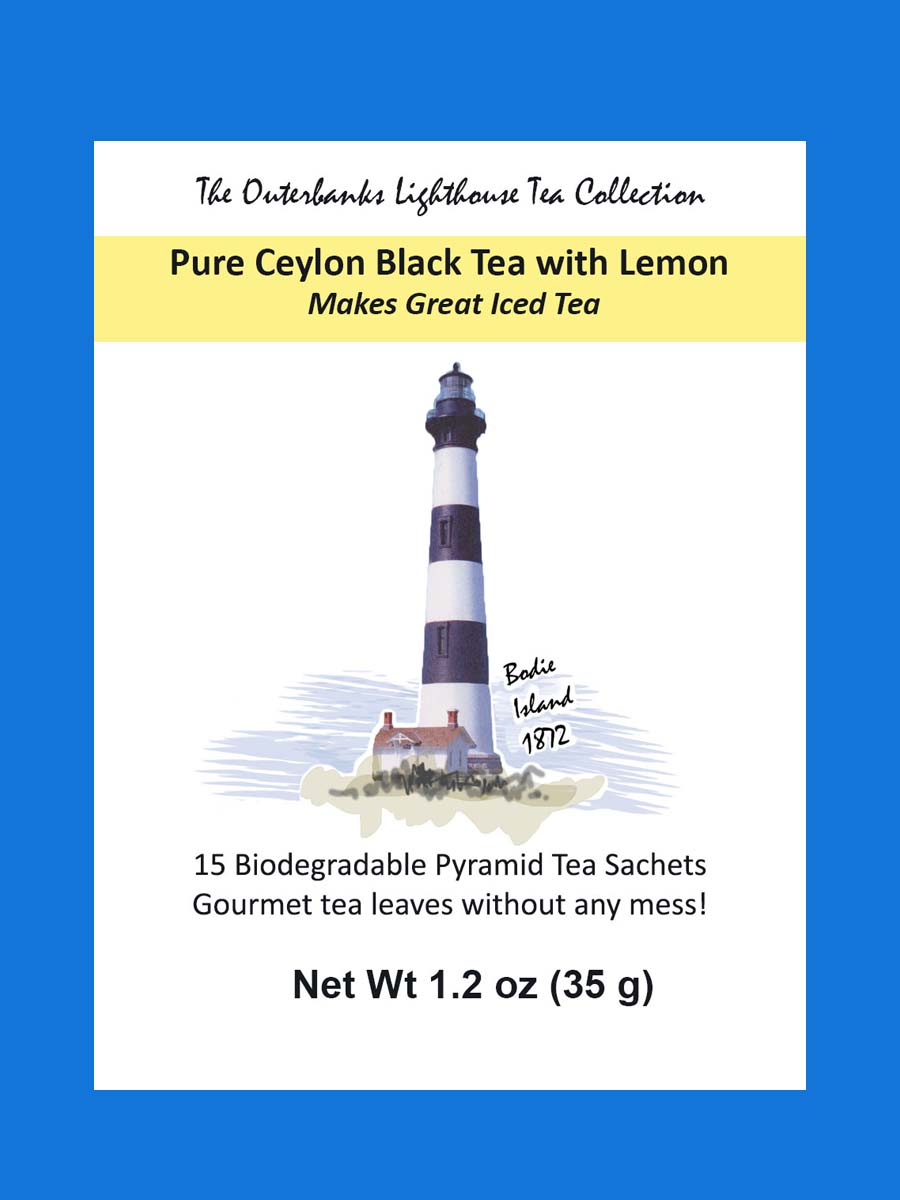 The Outerbanks Lighthouse Tea Collection
Pure Ceylon Black Tea with Lemon
Makes Great Iced Tea
Bodie
Island
1872
15 Biodegradable Pyramid Tea Sachets
Gourmet tea leaves without any mess!
Net Wt 1.2 oz (35 g)